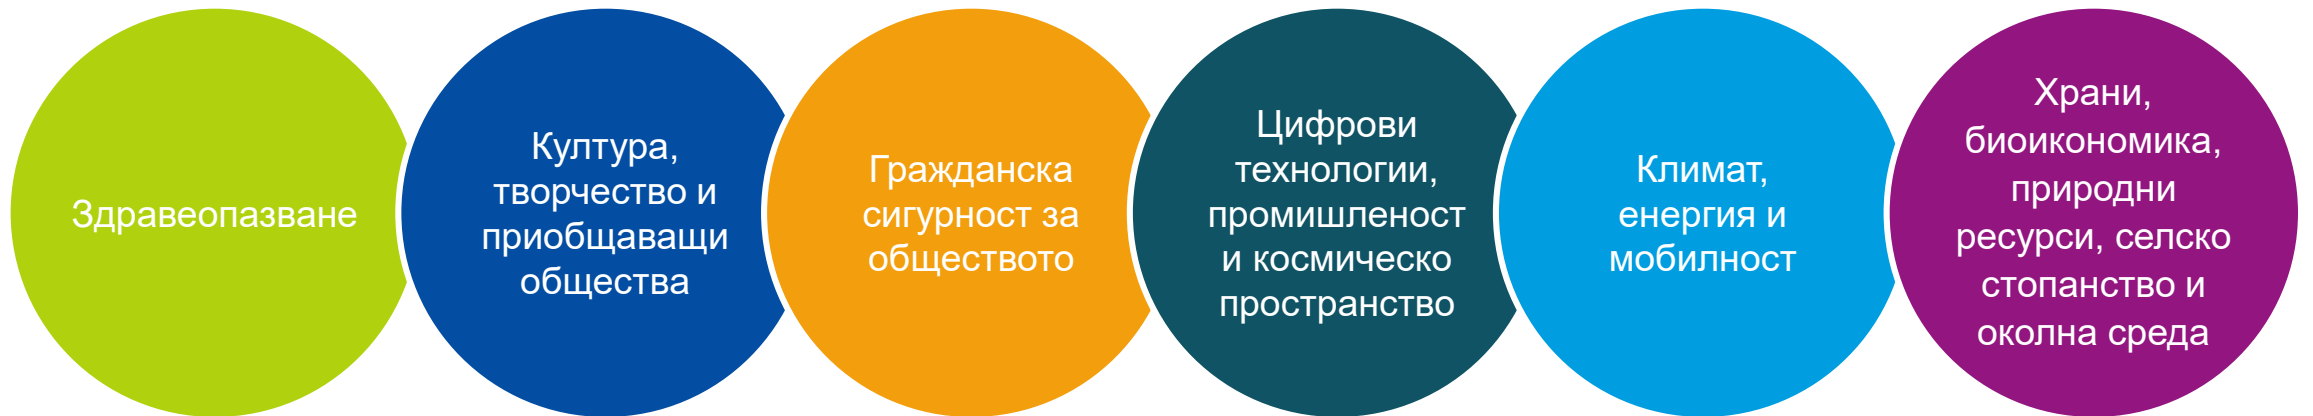 Здравеопазване
Култура,
творчество и
приобщаващи
общества
Гражданска
сигурност за
обществото
Цифрови
технологии,
промишленост
и космическо
пространство
Климат,
енергия и
мобилност
Храни,
биоикономика,
природни
ресурси, селско
стопанство и
околна среда